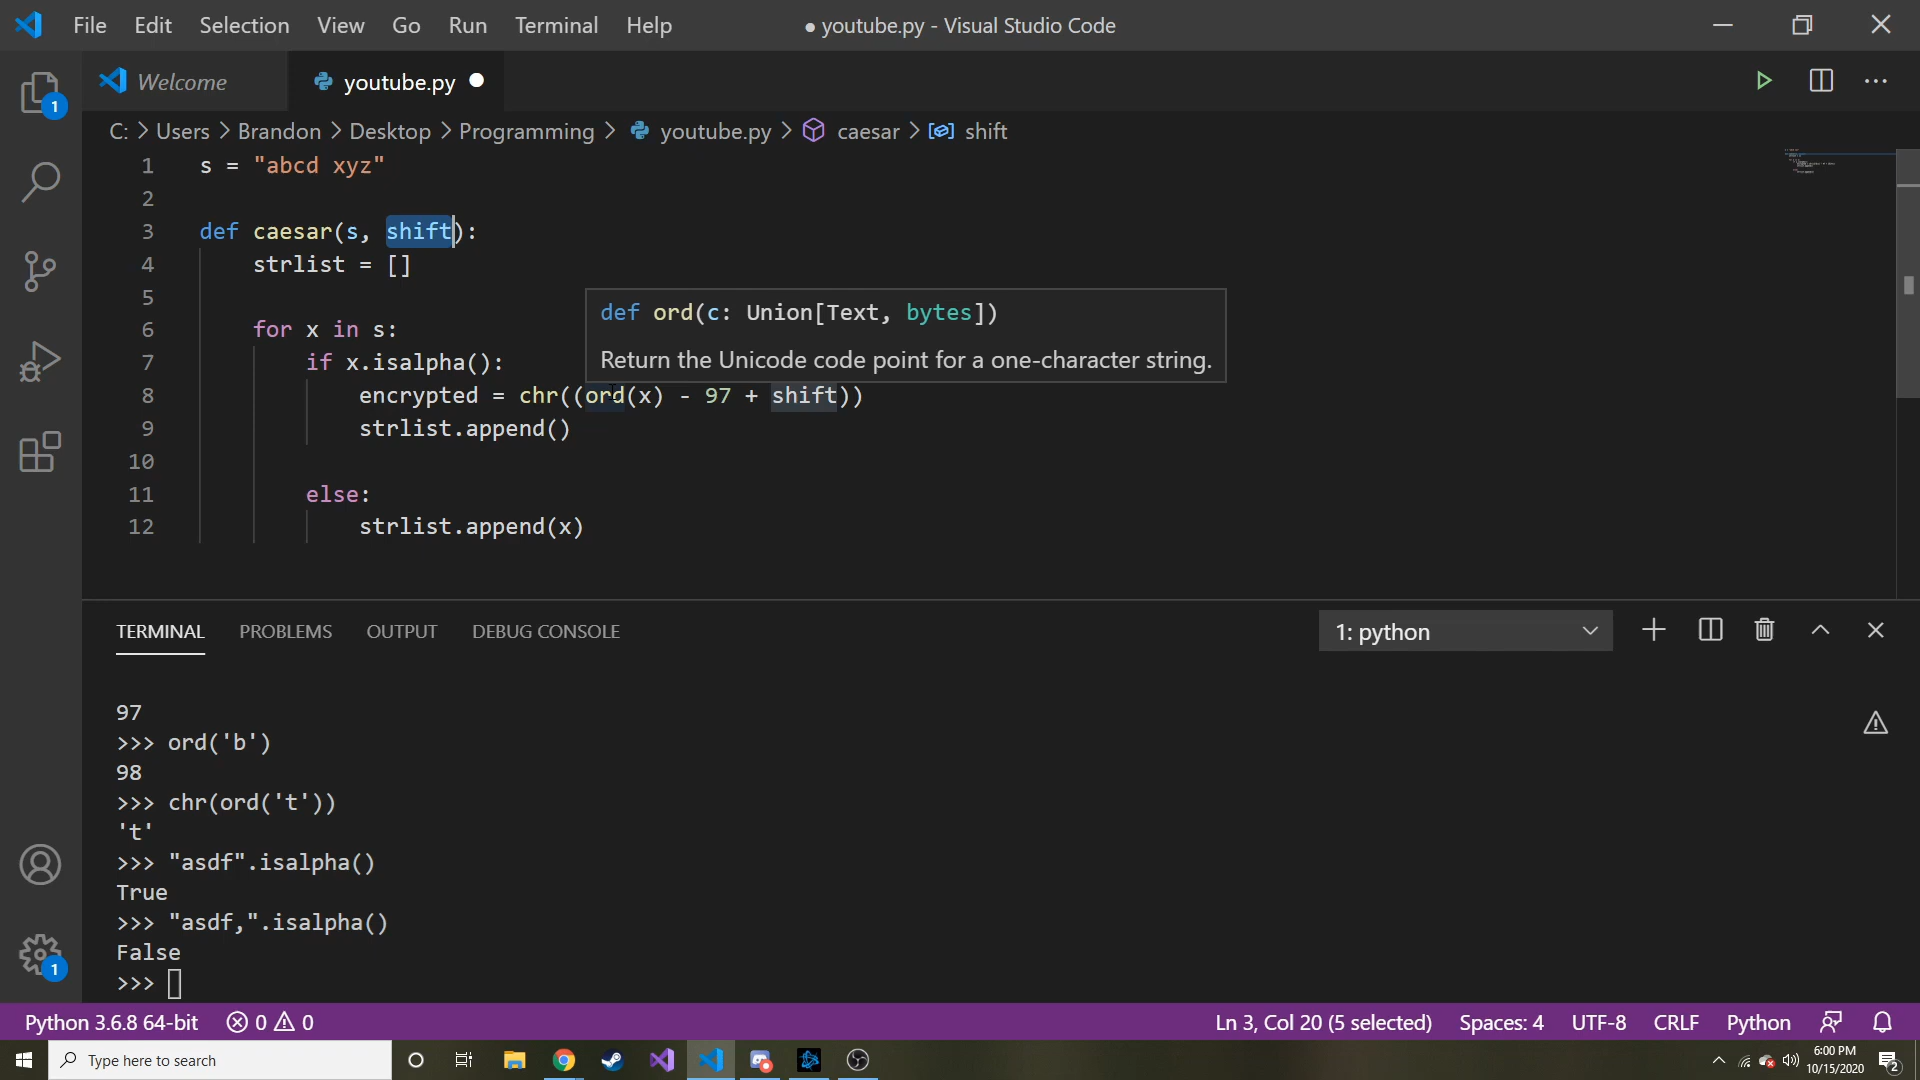 File Edit Selection View Go Run Terminal Help ● youtube.py - Visual Studio Code
Welcome youtube.py ●
C: > Users > Brandon > Desktop > Programming > youtube.py > caesar > shift
1 s = "abcd xyz"
2
3 def caesar(s, shift):
4 strlist = []
5
def ord(c: Union[Text, bytes])
6 for x in s:
7 if x.isalpha():
Return the Unicode code point for a one-character string.
8 encrypted = chr((ord(x) - 97 + shift))
9 strlist.append()
10
11 else:
12 strlist.append(x)
TERMINAL PROBLEMS OUTPUT DEBUG CONSOLE 1: python
97
>>> ord('b')
98
>>> chr(ord('t'))
't'
>>> "asdf".isalpha()
True
>>> "asdf,".isalpha()
False
>>>
1
1
Python 3.6.8 64-bit 0 0 Ln 3, Col 20 (5 selected) Spaces: 4 UTF-8 CRLF Python
Type here to search
6:00 PM
10/15/2020
2